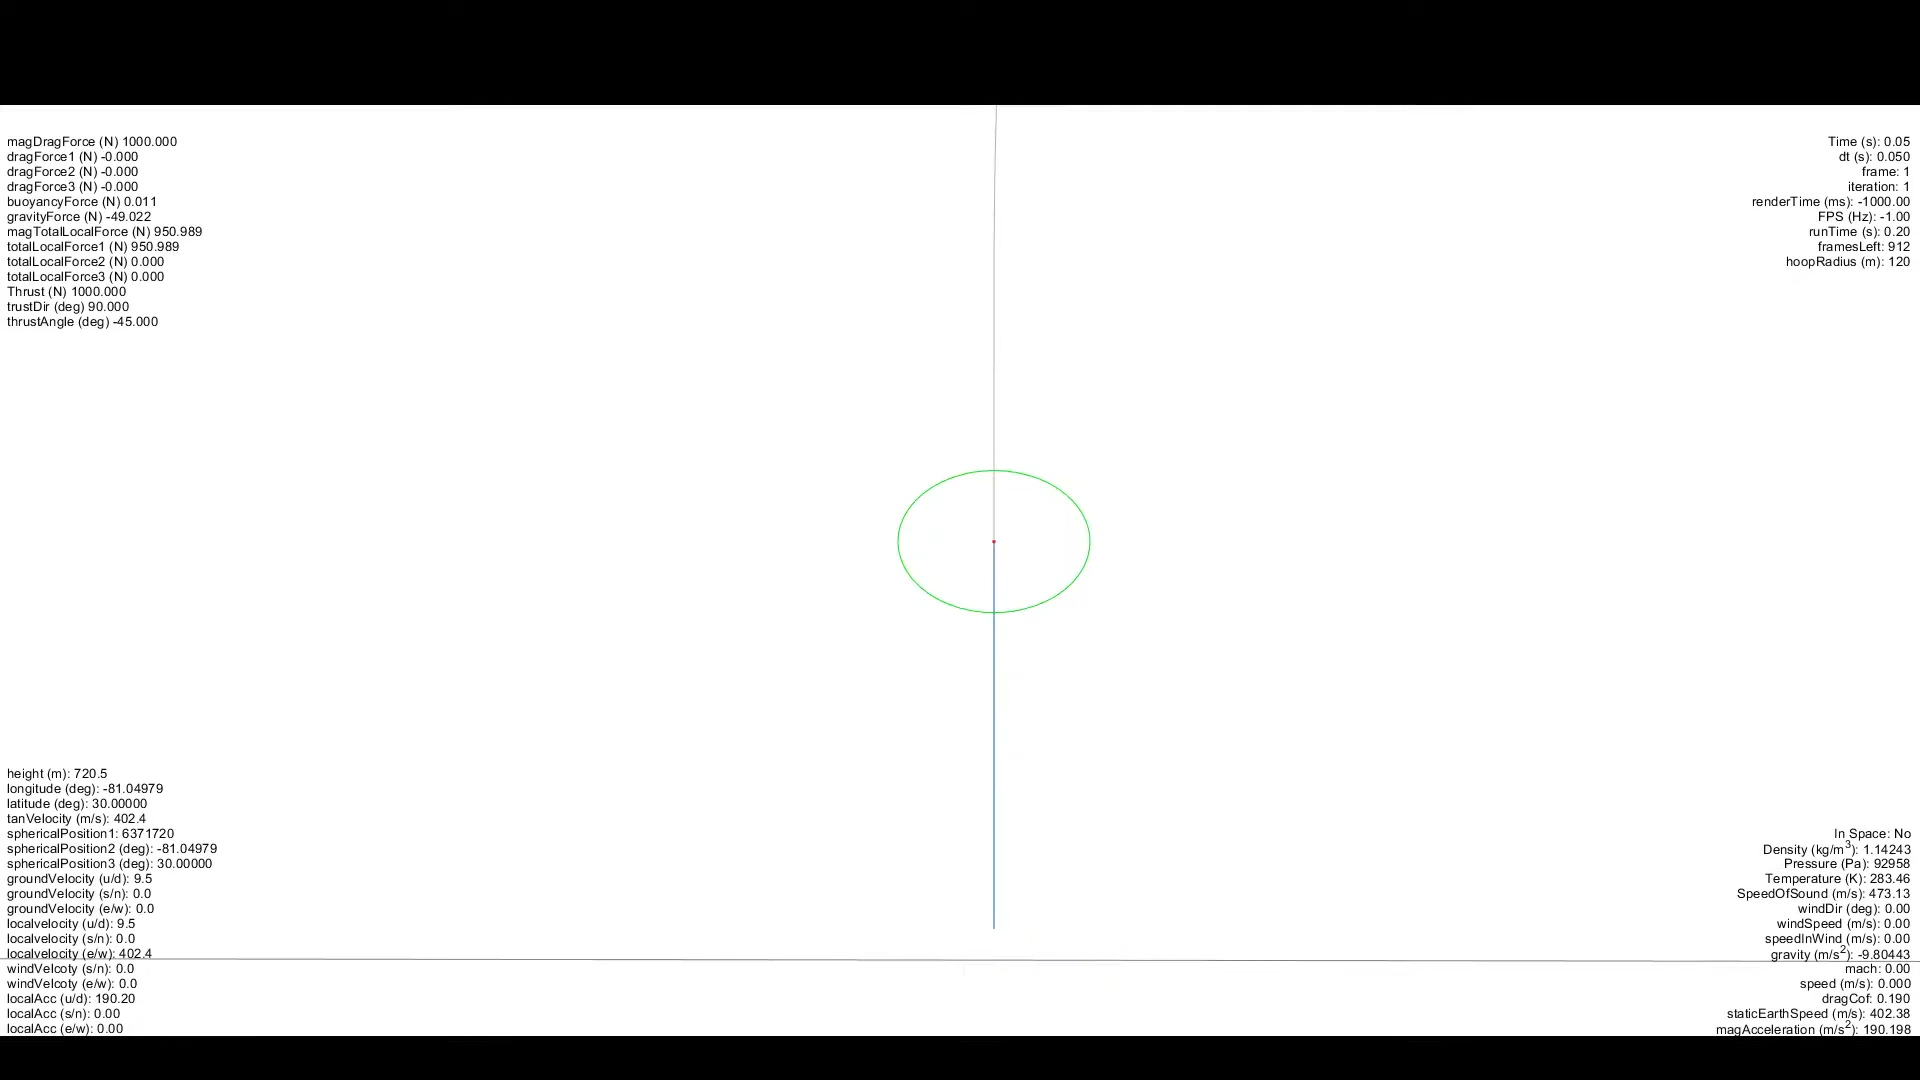 magDragForce (N) 1000.000
dragForce1 (N) -0.000
dragForce2 (N) -0.000
dragForce3 (N) -0.000
buoyancyForce (N) 0.011
gravityForce (N) -49.022
magTotalLocalForce (N) 950.989
totalLocalForce1 (N) 950.989
totalLocalForce2 (N) 0.000
totalLocalForce3 (N) 0.000
Thrust (N) 1000.000
trustDir (deg) 90.000
thrustAngle (deg) -45.000
Time (s): 0.05
dt (s): 0.050
frame: 1
iteration: 1
renderTime (ms): -1000.00
FPS (Hz): -1.00
runTime (s): 0.20
framesLeft: 912
hoopRadius (m): 120
height (m): 720.5
longitude (deg): -81.04979
latitude (deg): 30.00000
tanVelocity (m/s): 402.4
sphericalPosition1: 6371720
sphericalPosition2 (deg): -81.04979
sphericalPosition3 (deg): 30.00000
groundVelocity (u/d): 9.5
groundVelocity (s/n): 0.0
groundVelocity (e/w): 0.0
localvelocity (u/d): 9.5
localvelocity (s/n): 0.0
localvelocity (e/w): 402.4
windVelcoty (s/n): 0.0
windVelcoty (e/w): 0.0
localAcc (u/d): 190.20
localAcc (s/n): 0.00
localAcc (e/w): 0.00
In Space: No
Density (kg/m³): 1.14243
Pressure (Pa): 92958
Temperature (K): 283.46
SpeedOfSound (m/s): 473.13
windDir (deg): 0.00
windSpeed (m/s): 0.00
speedInWind (m/s): 0.00
gravity (m/s²): -9.80443
mach: 0.00
speed (m/s): 0.000
dragCof: 0.190
staticEarthSpeed (m/s): 402.38
magAcceleration (m/s²): 190.198